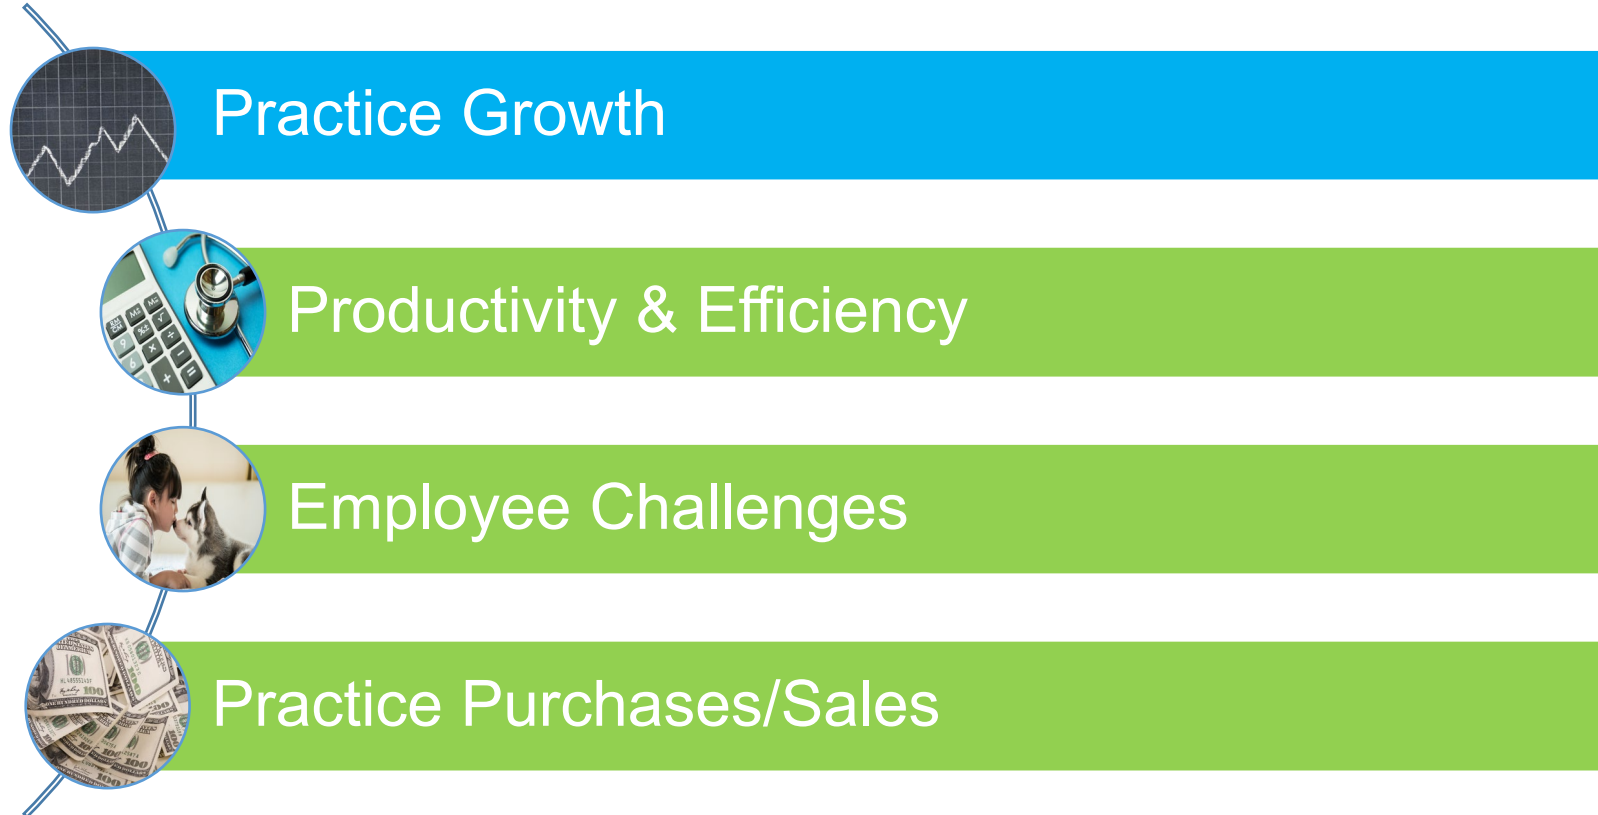 Practice Growth
Productivity & Efficiency
Employee Challenges
Practice Purchases/Sales